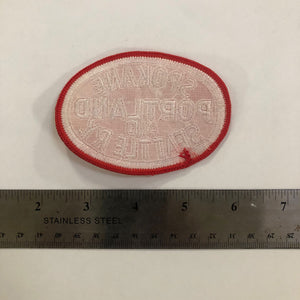 SPOKANE
PORTLAND
AND
SEATTLE RY.
2 3 4 5 6 7
STAINLESS STEEL